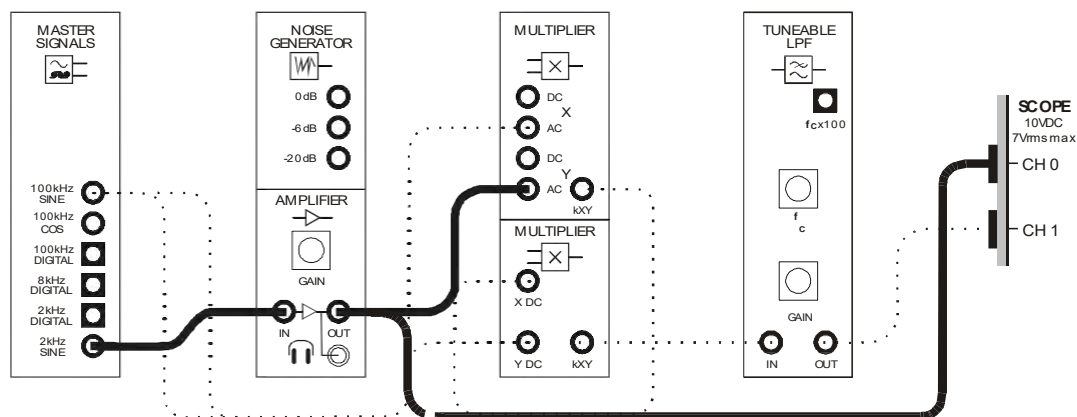 MASTER
SIGNALS
100kHz
SINE
100kHz
COS
100kHz
DIGITAL
8kHz
DIGITAL
2kHz
DIGITAL
2kHz
SINE
NOISE
GENERATOR
0dB
-6dB
-20dB
AMPLIFIER
GAIN
IN
OUT
MULTIPLIER
X
DC
X
AC
DC
Y
AC
kXY
MULTIPLIER
X
X DC
Y DC
kXY
TUNEABLE
LPF
fCx100
f
C
GAIN
IN
OUT
SCOPE
10VDC
7Vrms max
CH 0
CH 1